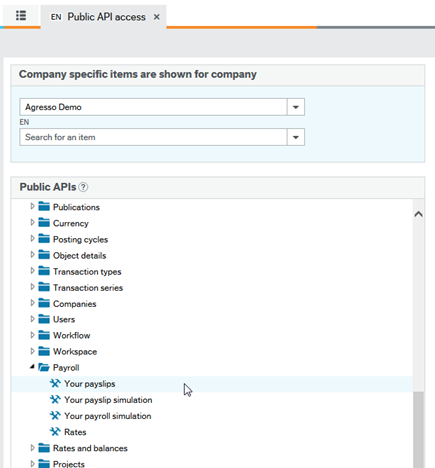 EN Public API access ×
Company specific items are shown for company
Agresso Demo
EN
Search for an item
Public APIs ?
Publications
Currency
Posting cycles
Object details
Transaction types
Transaction series
Companies
Users
Workflow
Workspace
Payroll
Your payslips
Your payslip simulation
Your payroll simulation
Rates
Rates and balances
Projects